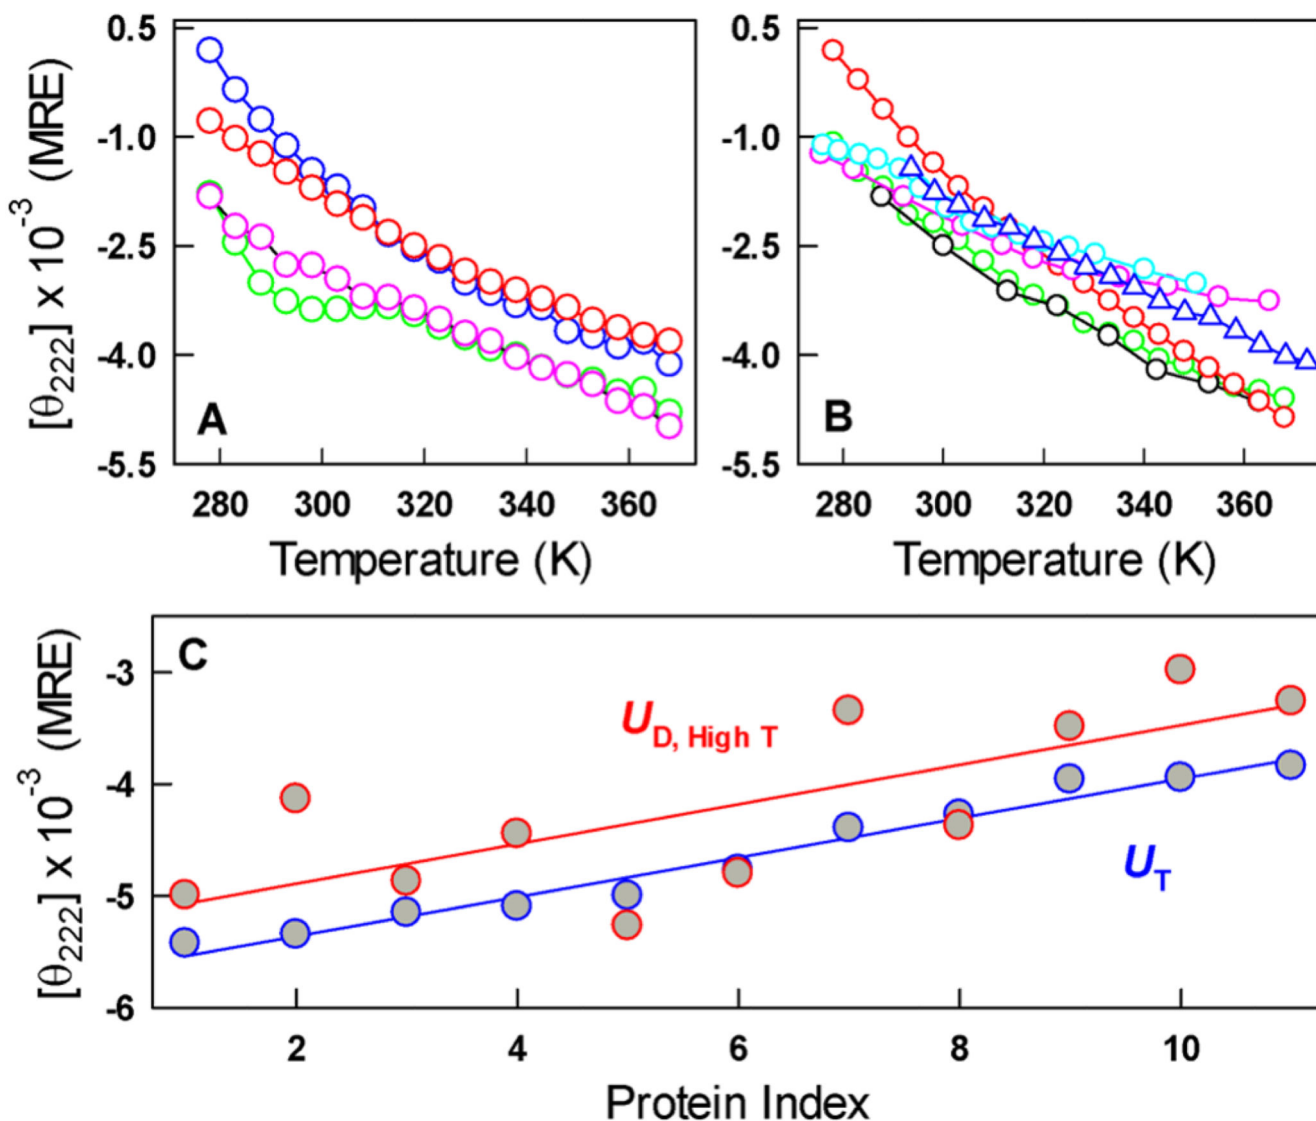 0.5
-1.0
-2.5
-4.0
-5.5
[θ222] x 10-3 (MRE)
A
280 300 320 340 360
Temperature (K)
0.5
-1.0
-2.5
-4.0
-5.5
B
280 300 320 340 360
Temperature (K)
C
-3
-4
-5
-6
[θ222] x 10-3 (MRE)
UD, High T
UT
2 4 6 8 10
Protein Index